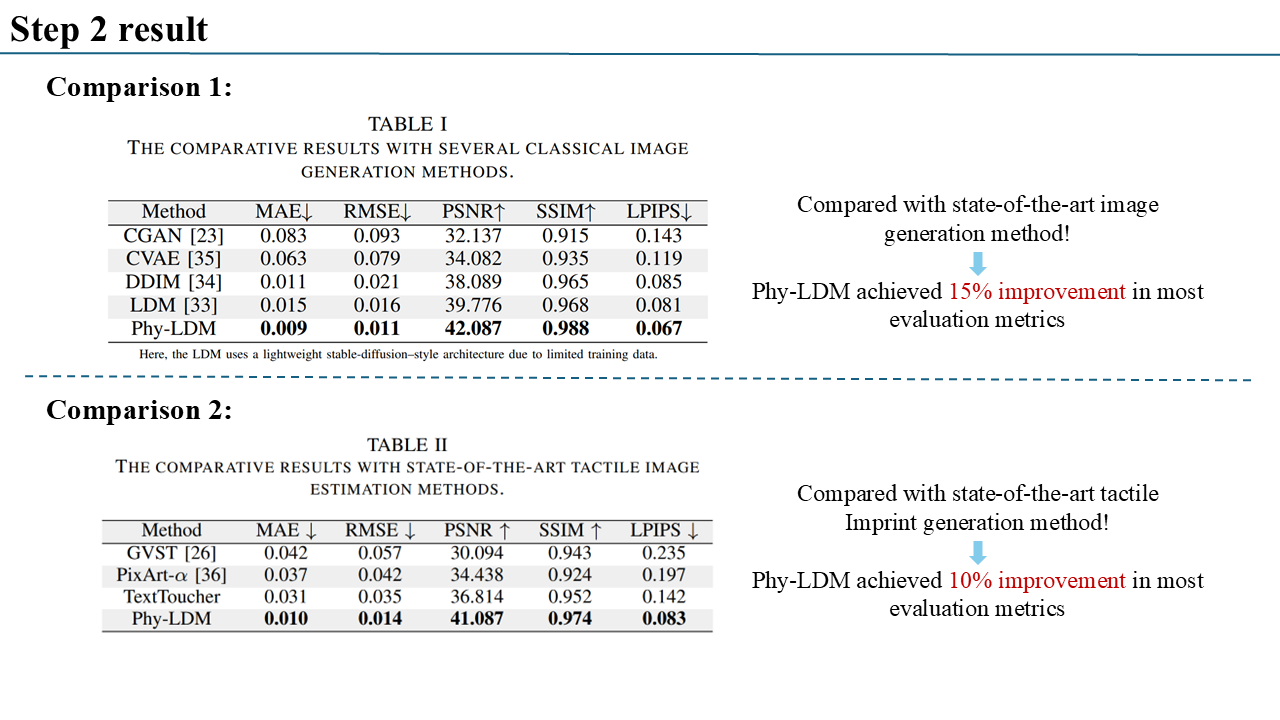 Step 2 result
Comparison 1:
TABLE I
THE COMPARATIVE RESULTS WITH SEVERAL CLASSICAL IMAGE
GENERATION METHODS.
Method MAE↓ RMSE↓ PSNR↑ SSIM↑ LPIPS↓
CGAN [23] 0.083 0.093 32.137 0.915 0.143
CVAE [35] 0.063 0.079 34.082 0.935 0.119
DDIM [34] 0.011 0.021 38.089 0.965 0.085
LDM [33] 0.015 0.016 39.776 0.968 0.081
Phy-LDM 0.009 0.011 42.087 0.988 0.067
Here, the LDM uses a lightweight stable-diffusion–style architecture due to limited training data.
Compared with state-of-the-art image
generation method!
Phy-LDM achieved 15% improvement in most
evaluation metrics
Comparison 2:
TABLE II
THE COMPARATIVE RESULTS WITH STATE-OF-THE-ART TACTILE IMAGE
ESTIMATION METHODS.
Method MAE ↓ RMSE ↓ PSNR ↑ SSIM ↑ LPIPS ↓
GVST [26] 0.042 0.057 30.094 0.943 0.235
PixArt-α [36] 0.037 0.042 34.438 0.924 0.197
TextToucher 0.031 0.035 36.814 0.952 0.142
Phy-LDM 0.010 0.014 41.087 0.974 0.083
Compared with state-of-the-art tactile
Imprint generation method!
Phy-LDM achieved 10% improvement in most
evaluation metrics